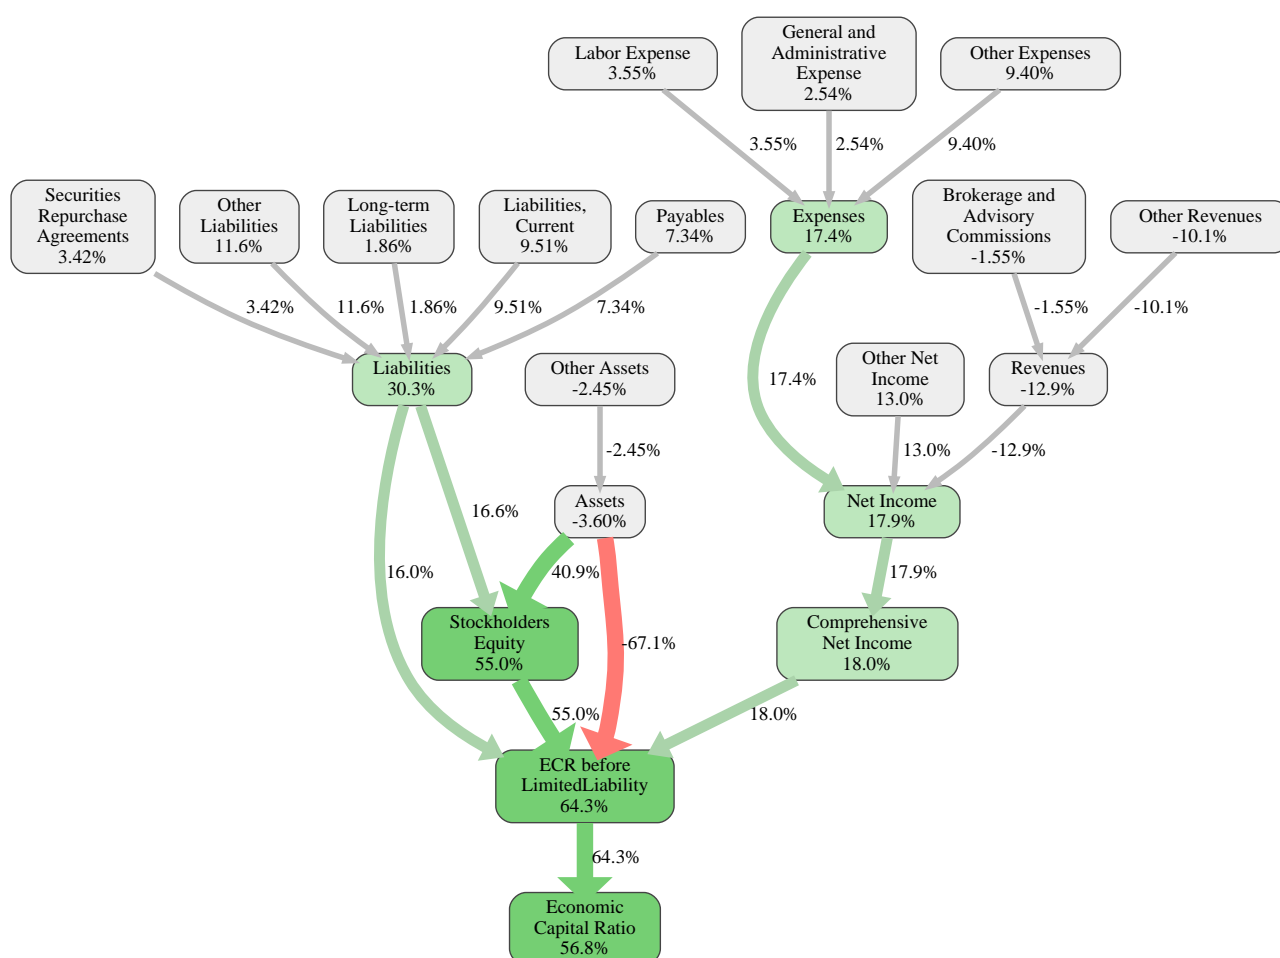 General and
Administrative
Expense
2.54%
Labor Expense
3.55%
Other Expenses
9.40%
3.55%
2.54%
9.40%
Securities
Repurchase
Agreements
3.42%
Other
Liabilities
11.6%
Long-term
Liabilities
1.86%
Liabilities,
Current
9.51%
Payables
7.34%
Expenses
17.4%
Brokerage and
Advisory
Commissions
-1.55%
Other Revenues
-10.1%
3.42%
11.6%
1.86%
9.51%
7.34%
-1.55%
-10.1%
Liabilities
30.3%
Other Assets
-2.45%
17.4%
Other Net
Income
13.0%
Revenues
-12.9%
-2.45%
13.0%
-12.9%
16.6%
Assets
-3.60%
Net Income
17.9%
16.0%
40.9%
17.9%
Stockholders
Equity
55.0%
-67.1%
Comprehensive
Net Income
18.0%
55.0%
18.0%
ECR before
LimitedLiability
64.3%
64.3%
Economic
Capital Ratio
56.8%